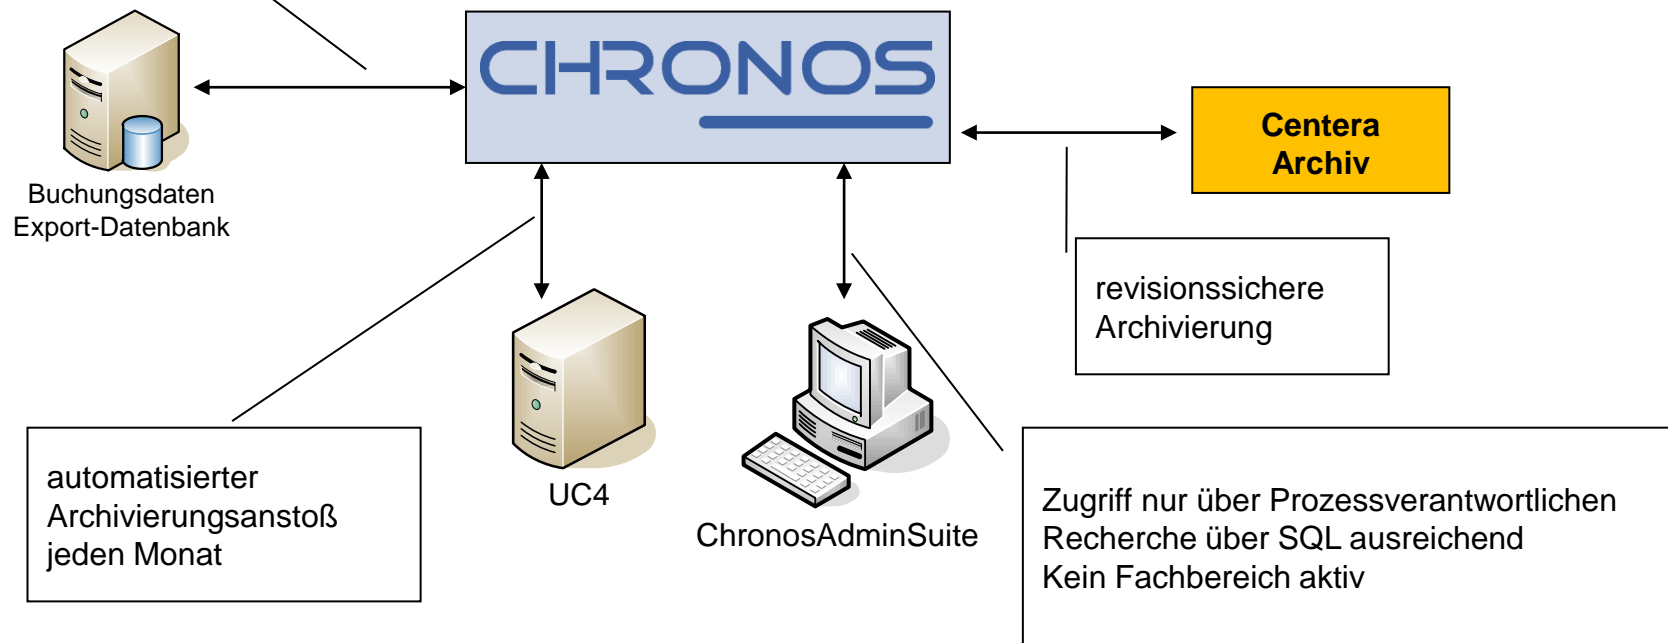 CHRONOS
Centera
Archiv
Buchungsdaten
Export-Datenbank
revisionssichere
Archivierung
automatisierter
Archivierungsanstoß
jeden Monat
UC4
ChronosAdminSuite
Zugriff nur über Prozessverantwortlichen
Recherche über SQL ausreichend
Kein Fachbereich aktiv